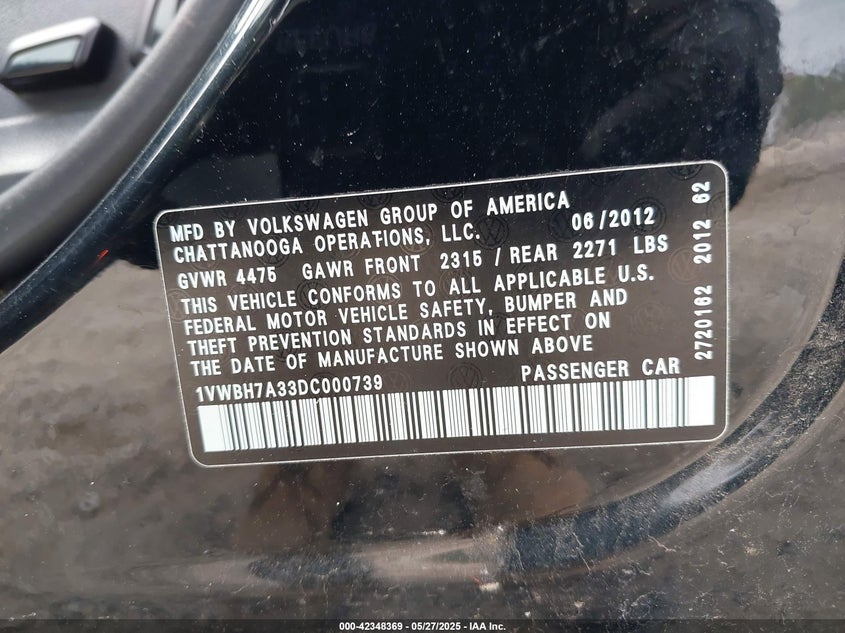 MFD BY VOLKSWAGEN GROUP OF AMERICA
CHATTANOOGA OPERATIONS, LLC. 06/2012
GVWR 4475 GAWR FRONT 2315 / REAR 2271 LBS
THIS VEHICLE CONFORMS TO ALL APPLICABLE U.S.
FEDERAL MOTOR VEHICLE SAFETY, BUMPER AND
THEFT PREVENTION STANDARDS IN EFFECT ON
THE DATE OF MANUFACTURE SHOWN ABOVE
1VWBH7A33DC000739 PASSENGER CAR
2720162 2012 62
000-42348369 - 05/27/2025 - IAA Inc.